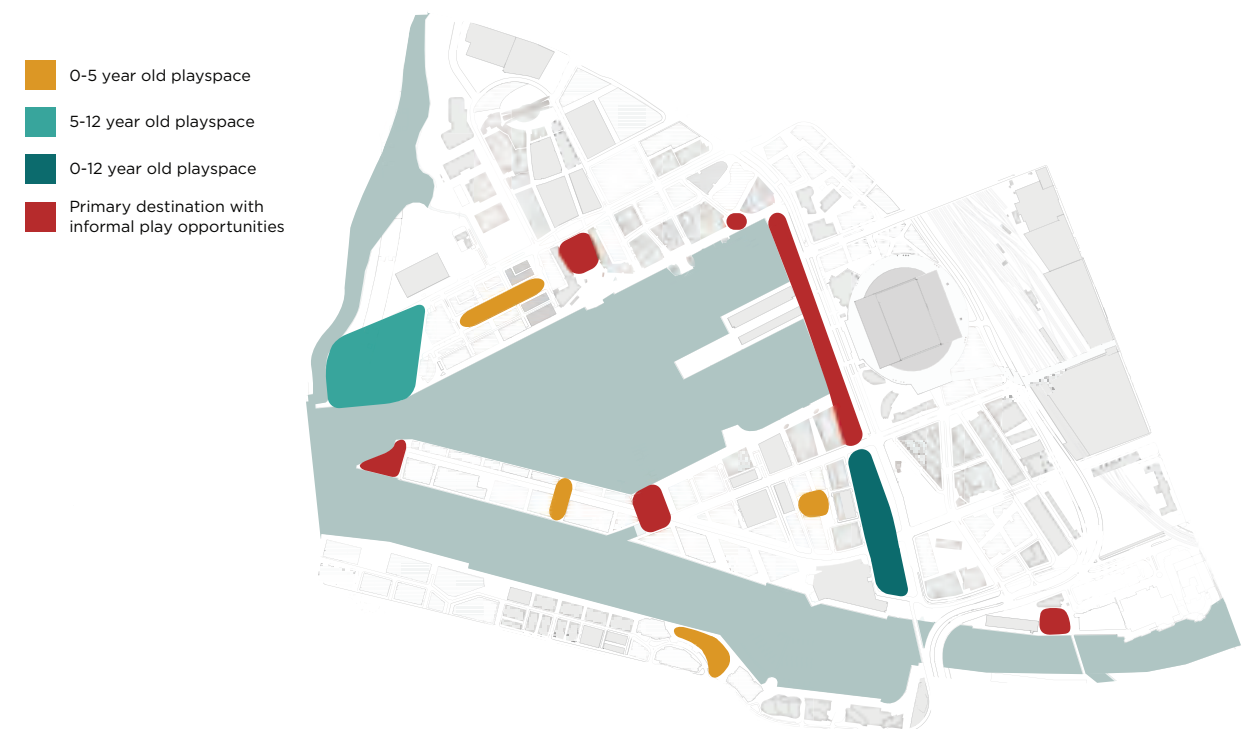 0-5 year old playspace
5-12 year old playspace
0-12 year old playspace
Primary destination with
informal play opportunities